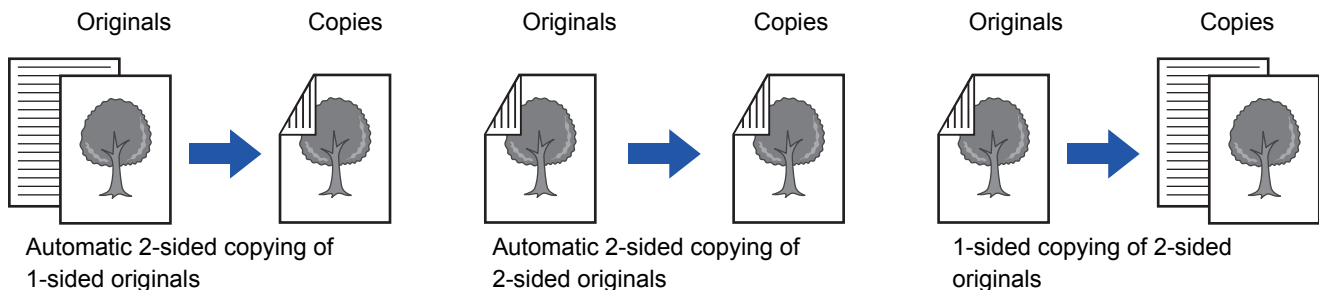 Originals
Copies
Originals
Copies
Originals
Copies
Automatic 2-sided copying of
1-sided originals
Automatic 2-sided copying of
2-sided originals
1-sided copying of 2-sided
originals